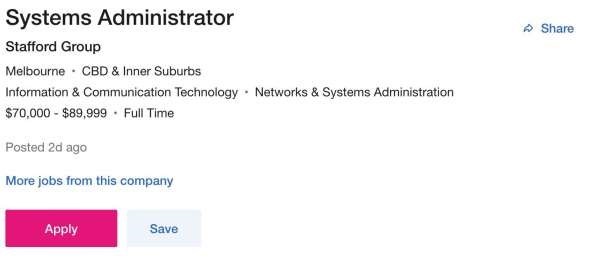 Systems Administrator
Share
Stafford Group
Melbourne • CBD & Inner Suburbs
Information & Communication Technology • Networks & Systems Administration
$70,000 - $89,999 • Full Time
Posted 2d ago
More jobs from this company
Apply
Save